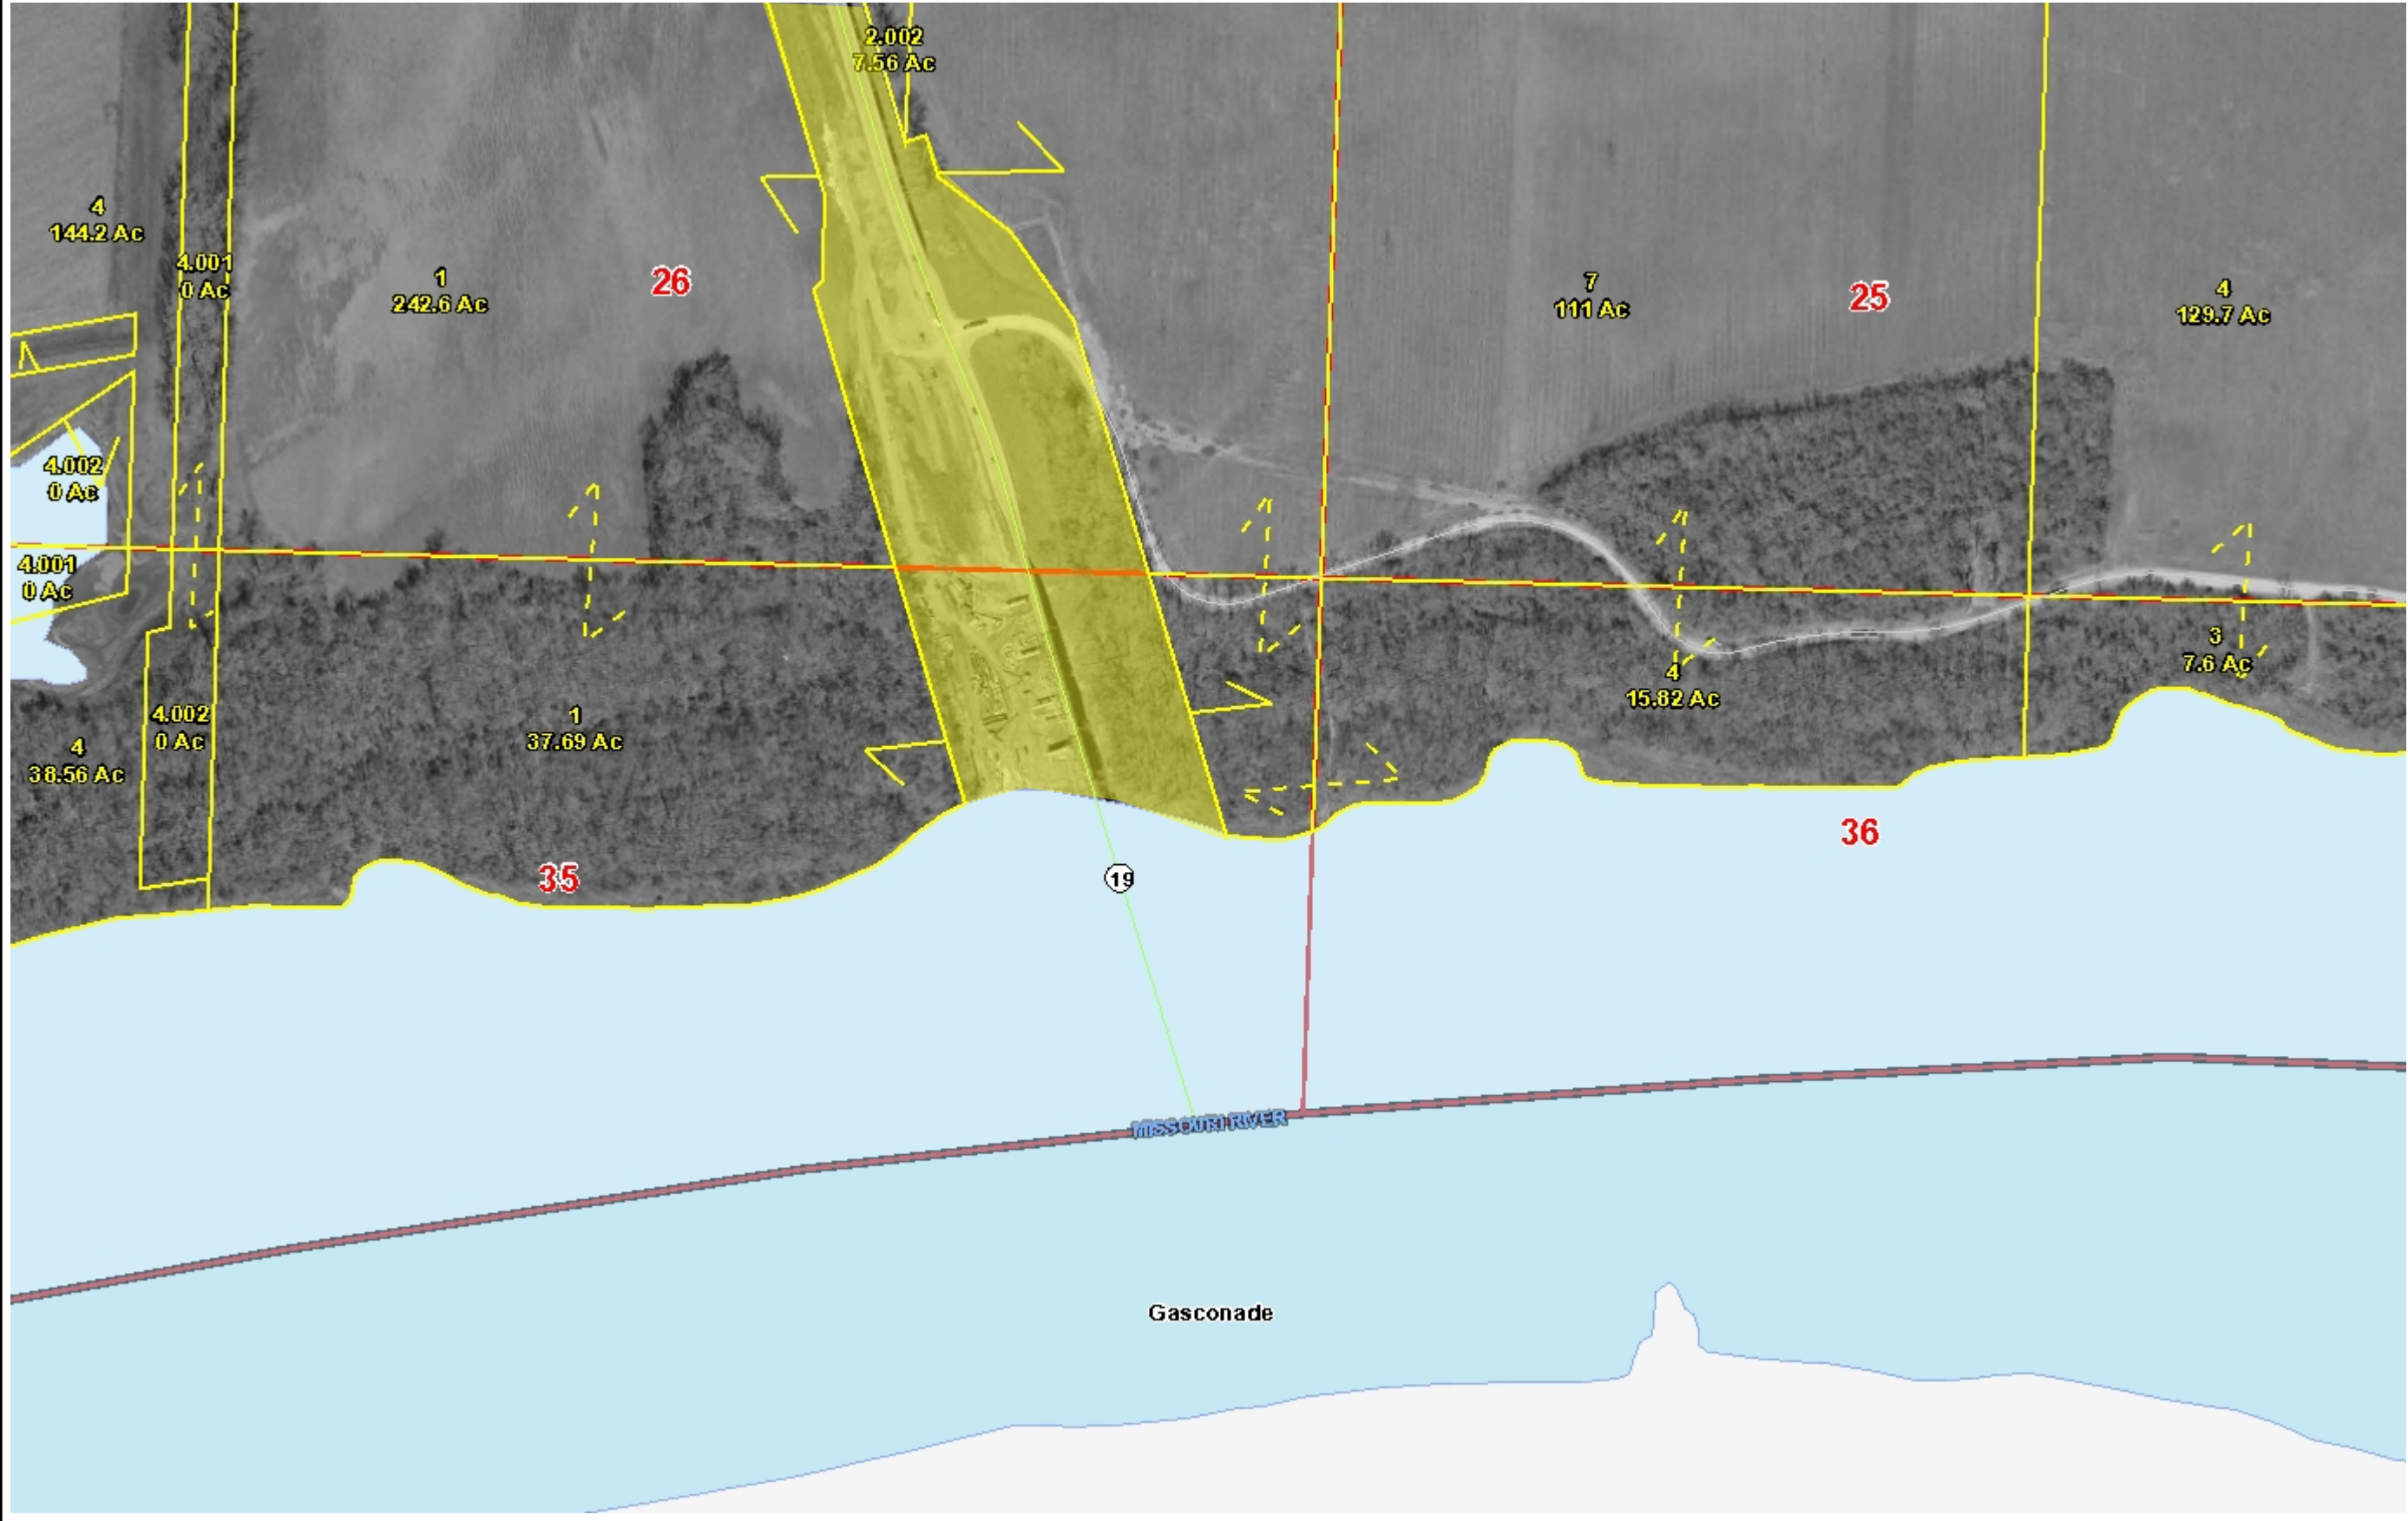 2.002
7.56 Ac
4
144.2 Ac
4.001
0 Ac
1
242.6 Ac
26
7
111 Ac
25
4
129.7 Ac
4.002
0 Ac
4.001
0 Ac
3
7.6 Ac
4
15.82 Ac
4.002
0 Ac
1
37.69 Ac
4
38.56 Ac
36
35
19
MISSOURI RIVER
Gasconade